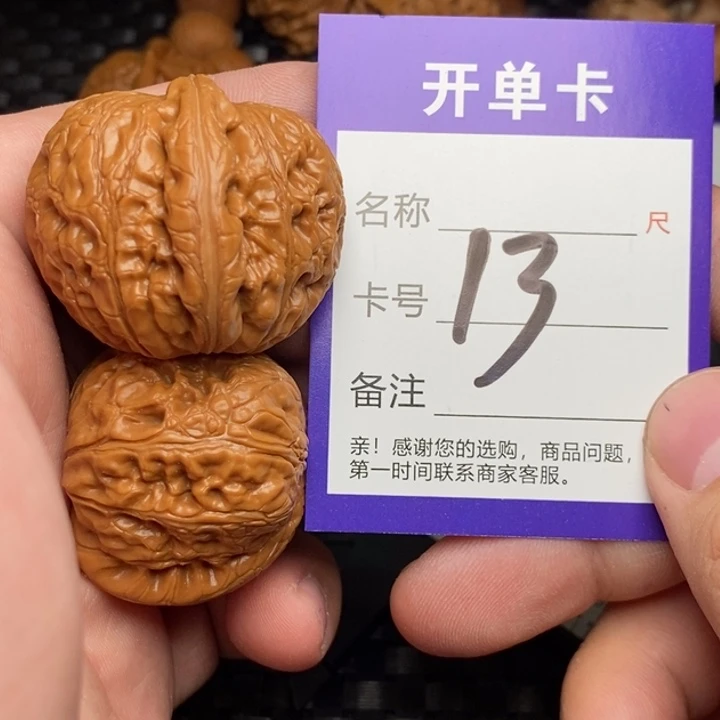 开单卡
名称 尺
卡号 13
备注
亲！感谢您的选购，商品问题，
第一时间联系商家客服。